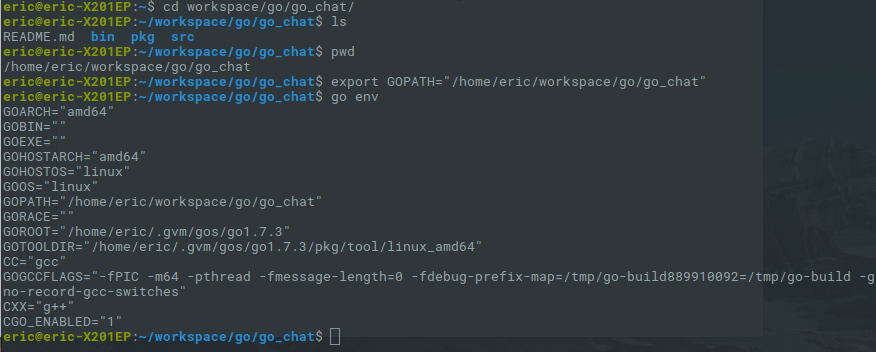 eric@eric-X201EP:~$ cd workspace/go/go_chat/
eric@eric-X201EP:~/workspace/go/go_chat$ ls
README.md  bin  pkg  src
eric@eric-X201EP:~/workspace/go/go_chat$ pwd
/home/eric/workspace/go/go_chat
eric@eric-X201EP:~/workspace/go/go_chat$ export GOPATH="/home/eric/workspace/go/go_chat"
eric@eric-X201EP:~/workspace/go/go_chat$ go env
GOARCH="amd64"
GOBIN=""
GOEXE=""
GOHOSTARCH="amd64"
GOHOSTOS="linux"
GOOS="linux"
GOPATH="/home/eric/workspace/go/go_chat"
GORACE=""
GOROOT="/home/eric/.gvm/gos/go1.7.3"
GOTOOLDIR="/home/eric/.gvm/gos/go1.7.3/pkg/tool/linux_amd64"
CC="gcc"
GOGCCFLAGS="-fPIC -m64 -pthread -fmessage-length=0 -fdebug-prefix-map=/tmp/go-build889910092=/tmp/go-build -g
no-record-gcc-switches"
CXX="g++"
CGO_ENABLED="1"
eric@eric-X201EP:~/workspace/go/go_chat$